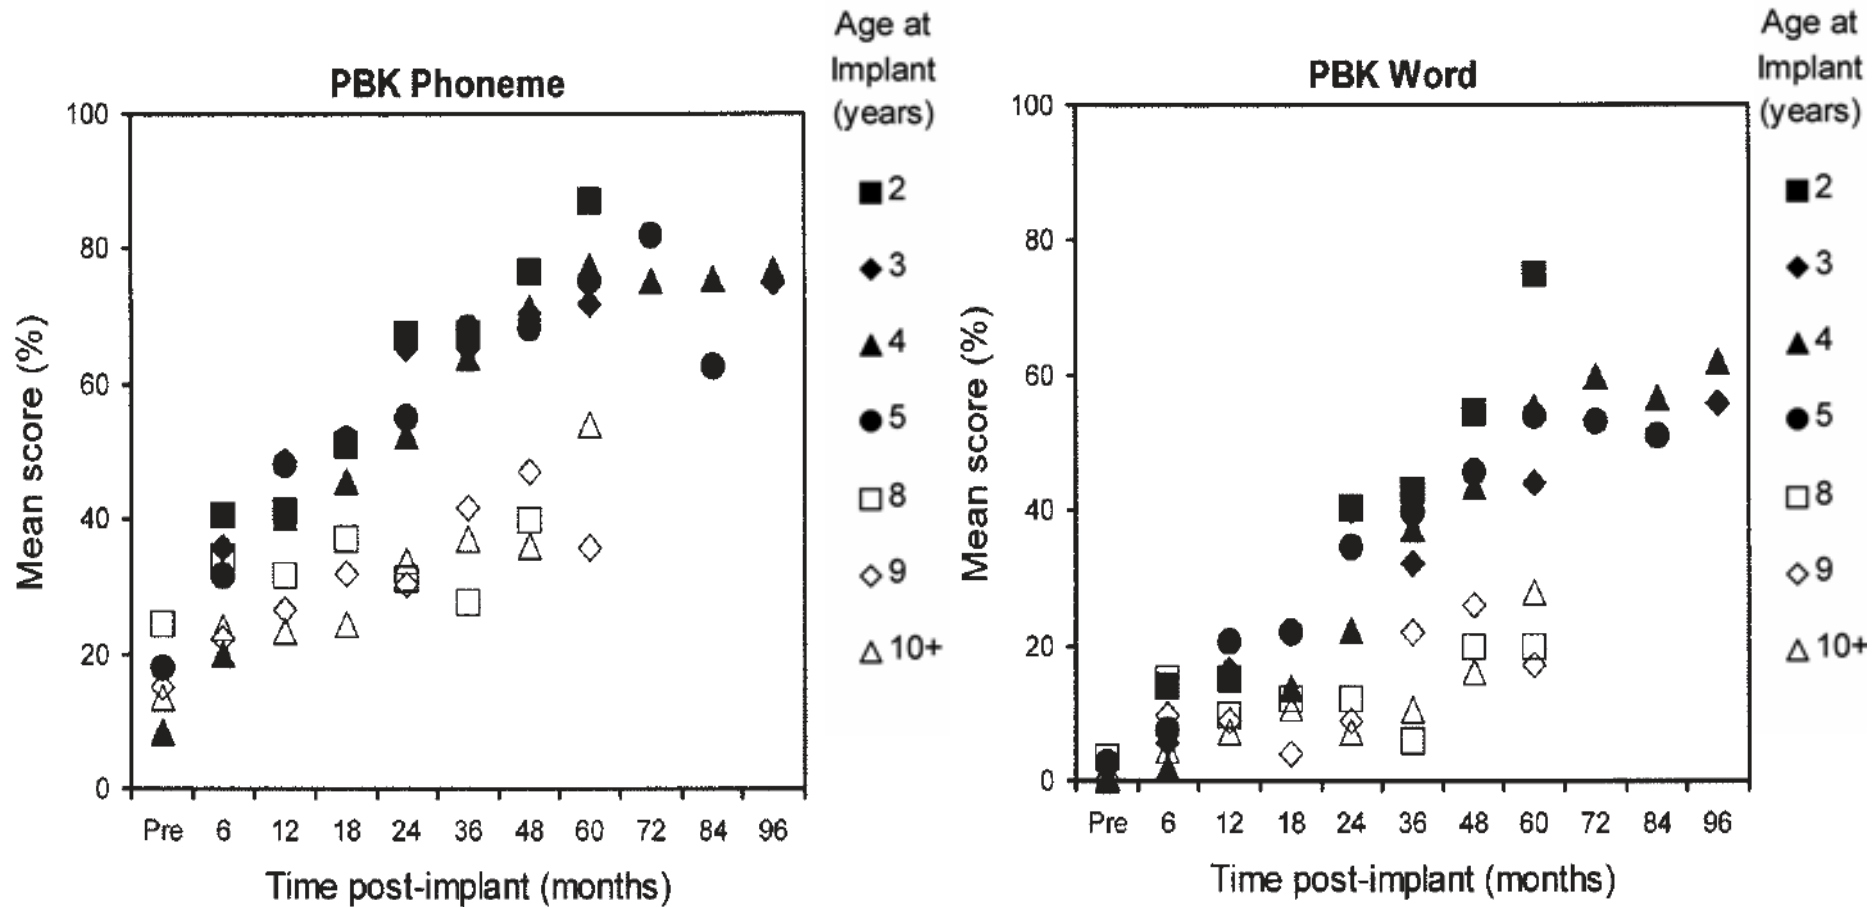 PBK Phoneme
Mean score (%)
100
80
60
40
20
0
Pre 6 12 18 24 36 48 60 72 84 96
Time post-implant (months)
Age at
Implant
(years)
2
3
4
5
8
9
10+
PBK Word
Mean score (%)
100
80
60
40
20
0
Pre 6 12 18 24 36 48 60 72 84 96
Time post-implant (months)
Age at
Implant
(years)
2
3
4
5
8
9
10+